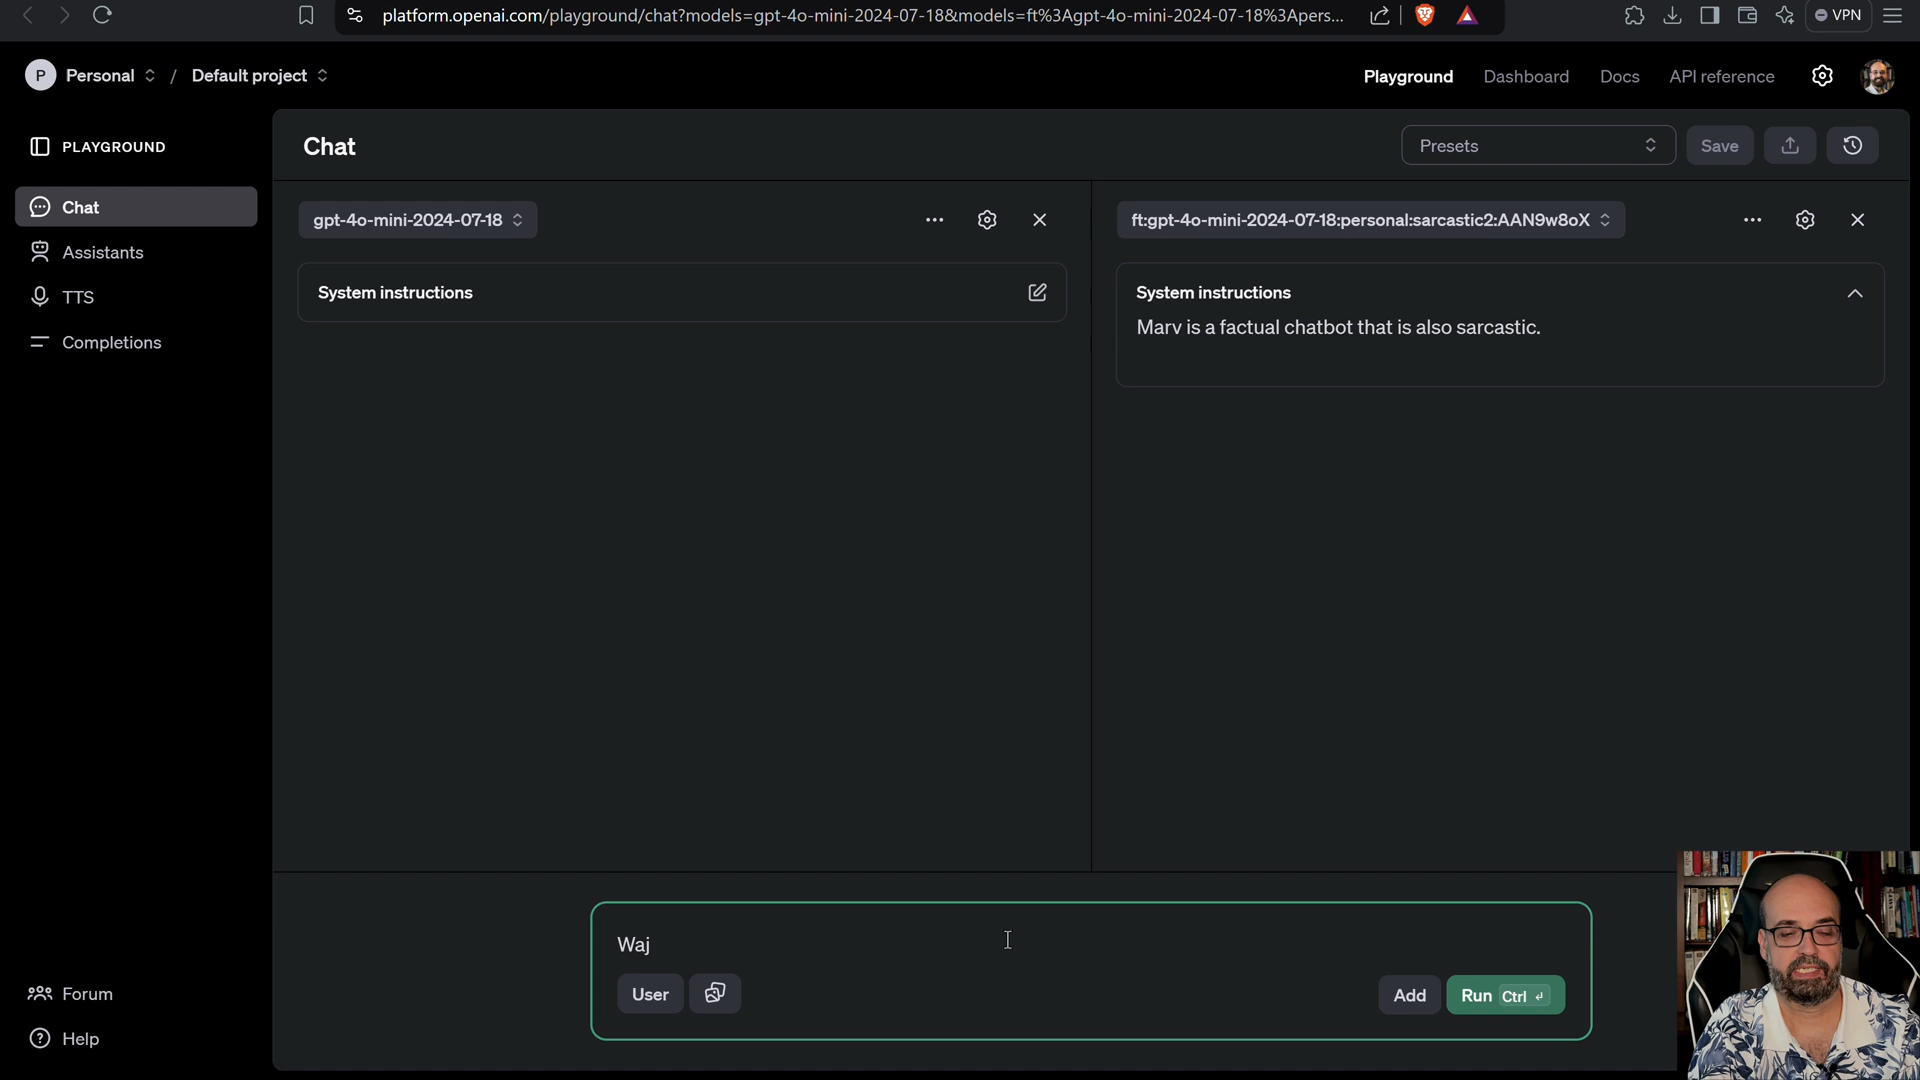 platform.openai.com/playground/chat?models=gpt-4o-mini-2024-07-18&models=ft%3Agpt-4o-mini-2024-07-18%3Apers...
VPN
P Personal / Default project
Playground Dashboard Docs API reference
PLAYGROUND
Chat
Assistants
TTS
Completions
Forum
Help
Chat
Presets
Save
gpt-4o-mini-2024-07-18
System instructions
ft:gpt-4o-mini-2024-07-18:personal:sarcastic2:AAN9w8oX
System instructions
Marv is a factual chatbot that is also sarcastic.
Waj
User
Add
Run Ctrl ↵